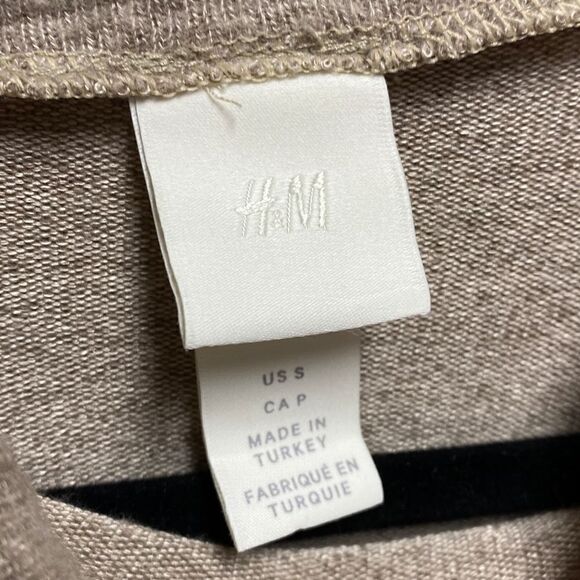 H&M
US S
CA P
MADE IN
TURKEY
FABRIQUÉ EN
TURQUIE